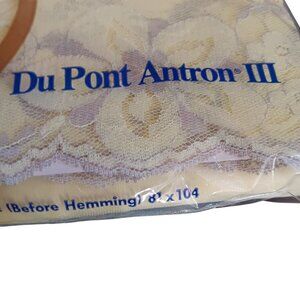 Du Pont Antron® III
(Before Hemming) 81 x 104